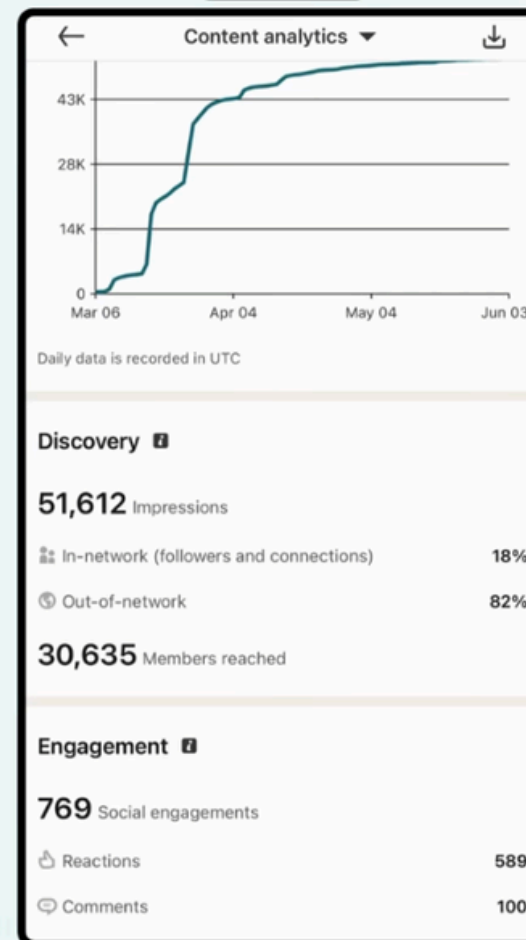 Content analytics
43K
28K
14K
0
Mar 06 Apr 04 May 04 Jun 03
Daily data is recorded in UTC
Discovery
51,612 Impressions
In-network (followers and connections) 18%
Out-of-network 82%
30,635 Members reached
Engagement
769 Social engagements
Reactions 589
Comments 100